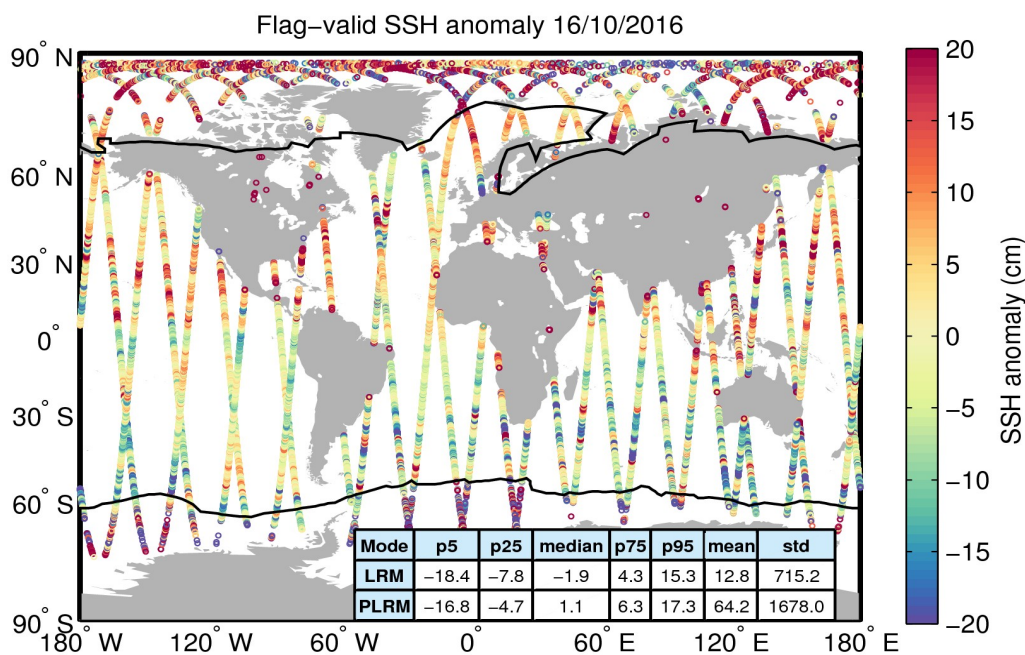 Flag−valid SSH anomaly 16/10/2016
90° N
60° N
30° N
0°
30° S
60° S
90° S
180° W
120° W
60° W
0°
60° E
120° E
180° E
Mode p5 p25 median p75 p95 mean std
LRM −18.4 −7.8 −1.9 4.3 15.3 12.8 715.2
PLRM −16.8 −4.7 1.1 6.3 17.3 64.2 1678.0
20
15
10
5
0
−5
−10
−15
−20
SSH anomaly (cm)